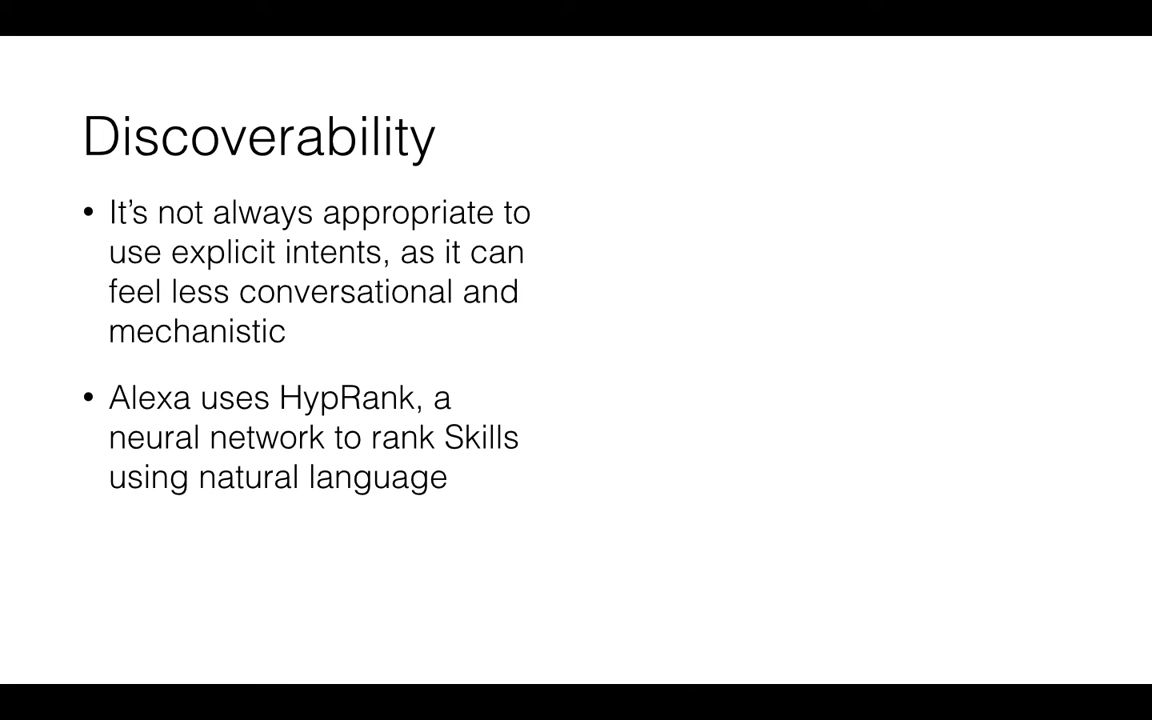 Discoverability
• It’s not always appropriate to
use explicit intents, as it can
feel less conversational and
mechanistic
• Alexa uses HypRank, a
neural network to rank Skills
using natural language